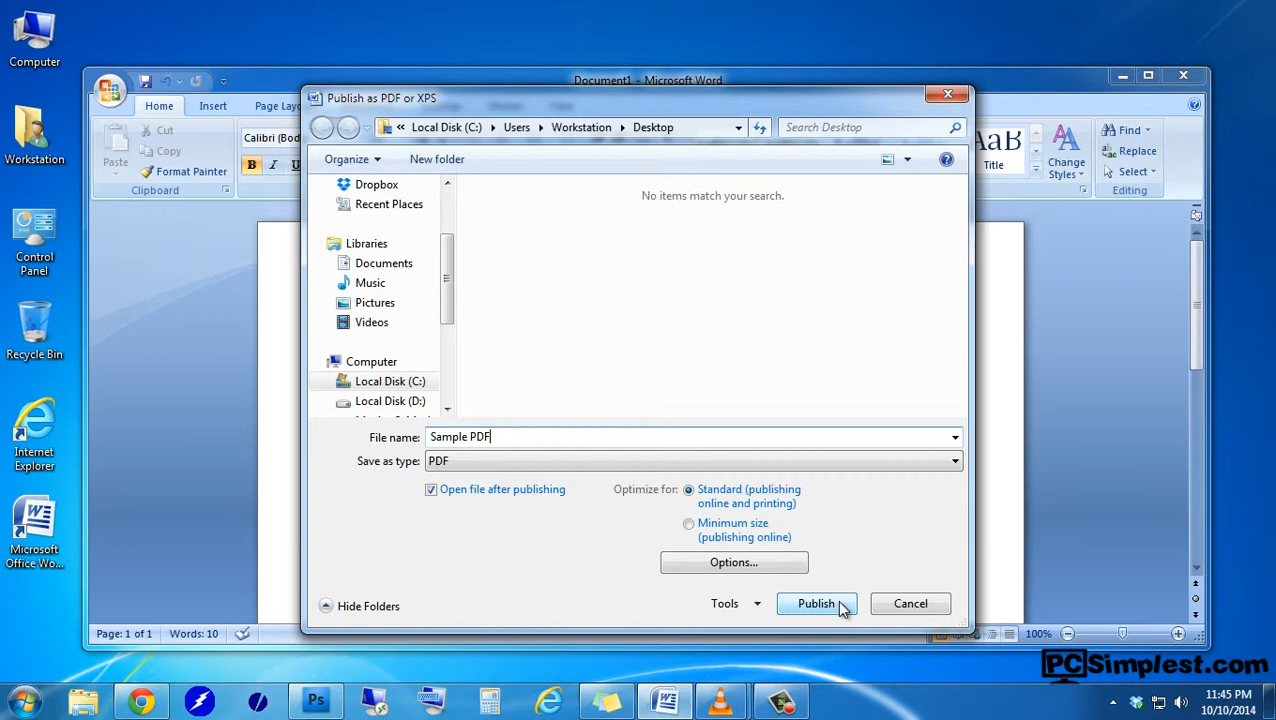 Computer
Workstation
Control
Panel
Recycle Bin
Internet
Explorer
Microsoft
Office Wo...
Document1 - Microsoft Word
Home
Insert
Page Layo
Cut
Copy
Format Painter
Paste
Clipboard
Calibri (Bod
B
I
Title
Change
Styles
Find
Replace
Select
Editing
Publish as PDF or XPS
« Local Disk (C:)
Users
Workstation
Desktop
Search Desktop
Organize
New folder
Dropbox
Recent Places
Libraries
Documents
Music
Pictures
Videos
Computer
Local Disk (C:)
Local Disk (D:)
No items match your search.
File name:
Sample PDF
Save as type:
PDF
Open file after publishing
Optimize for:
Standard (publishing
online and printing)
Minimum size
(publishing online)
Options...
Hide Folders
Tools
Publish
Cancel
Page: 1 of 1
Words: 10
100%
PCSimplest.com
Ps
11:45 PM
10/10/2014